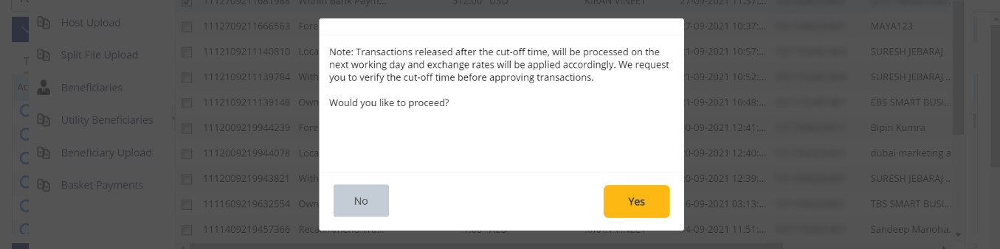 1112709211681988 Within Bank Paym... 512.00 USD KIRAN VINEET 27-09-2021 11:37:...
Host Upload
1112709211666563 Fore 7-09-2021 10:37:... MAYA123
Split File Upload
11121092111140810 Loca 1-09-2021 10:57:... SURESH JEBARAJ
Beneficiaries
1112109211139784 With 1-09-2021 10:52:... SURESH JEBARAJ ..
1112109211139148 Own 1-09-2021 10:48:... EBS SMART BUSI...
Utility Beneficiaries
1112009219944239 Fore 0-09-2021 12:41:... Bipin Kumra
Beneficiary Upload
1112009219944078 Loca 0-09-2021 12:40:... dubai marketing a
1112009219943821 With 0-09-2021 12:39:... SURESH JEBARAJ ..
Basket Payments
1111609219632554 Own 6-09-2021 03:13:... TBS SMART BUSI...
1111409219457366 4-09-2021 11:51:... Sandeep Manoha.
Note: Transactions released after the cut-off time, will be processed on the
next working day and exchange rates will be applied accordingly. We request
you to verify the cut-off time before approving transactions.
Would you like to proceed?
No
Yes